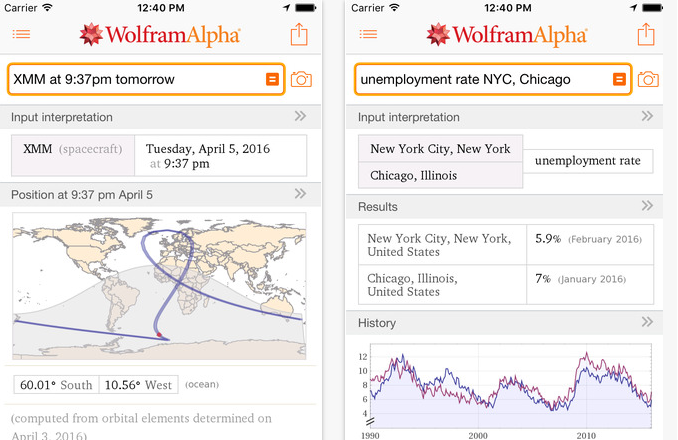 Carrier 12:40 PM
WolframAlpha
XMM at 9:37pm tomorrow
Input interpretation
XMM (spacecraft)
Tuesday, April 5, 2016
at 9:37 pm
Position at 9:37 pm April 5
60.01° South 10.56° West (ocean)
(computed from orbital elements determined on
April 3, 2016)
Carrier 12:40 PM
WolframAlpha
unemployment rate NYC, Chicago
Input interpretation
New York City, New York
Chicago, Illinois
unemployment rate
Results
New York City, New York,
United States
5.9% (February 2016)
Chicago, Illinois,
United States
7% (January 2016)
History
12
10
8
6
4
1990 2000 2010